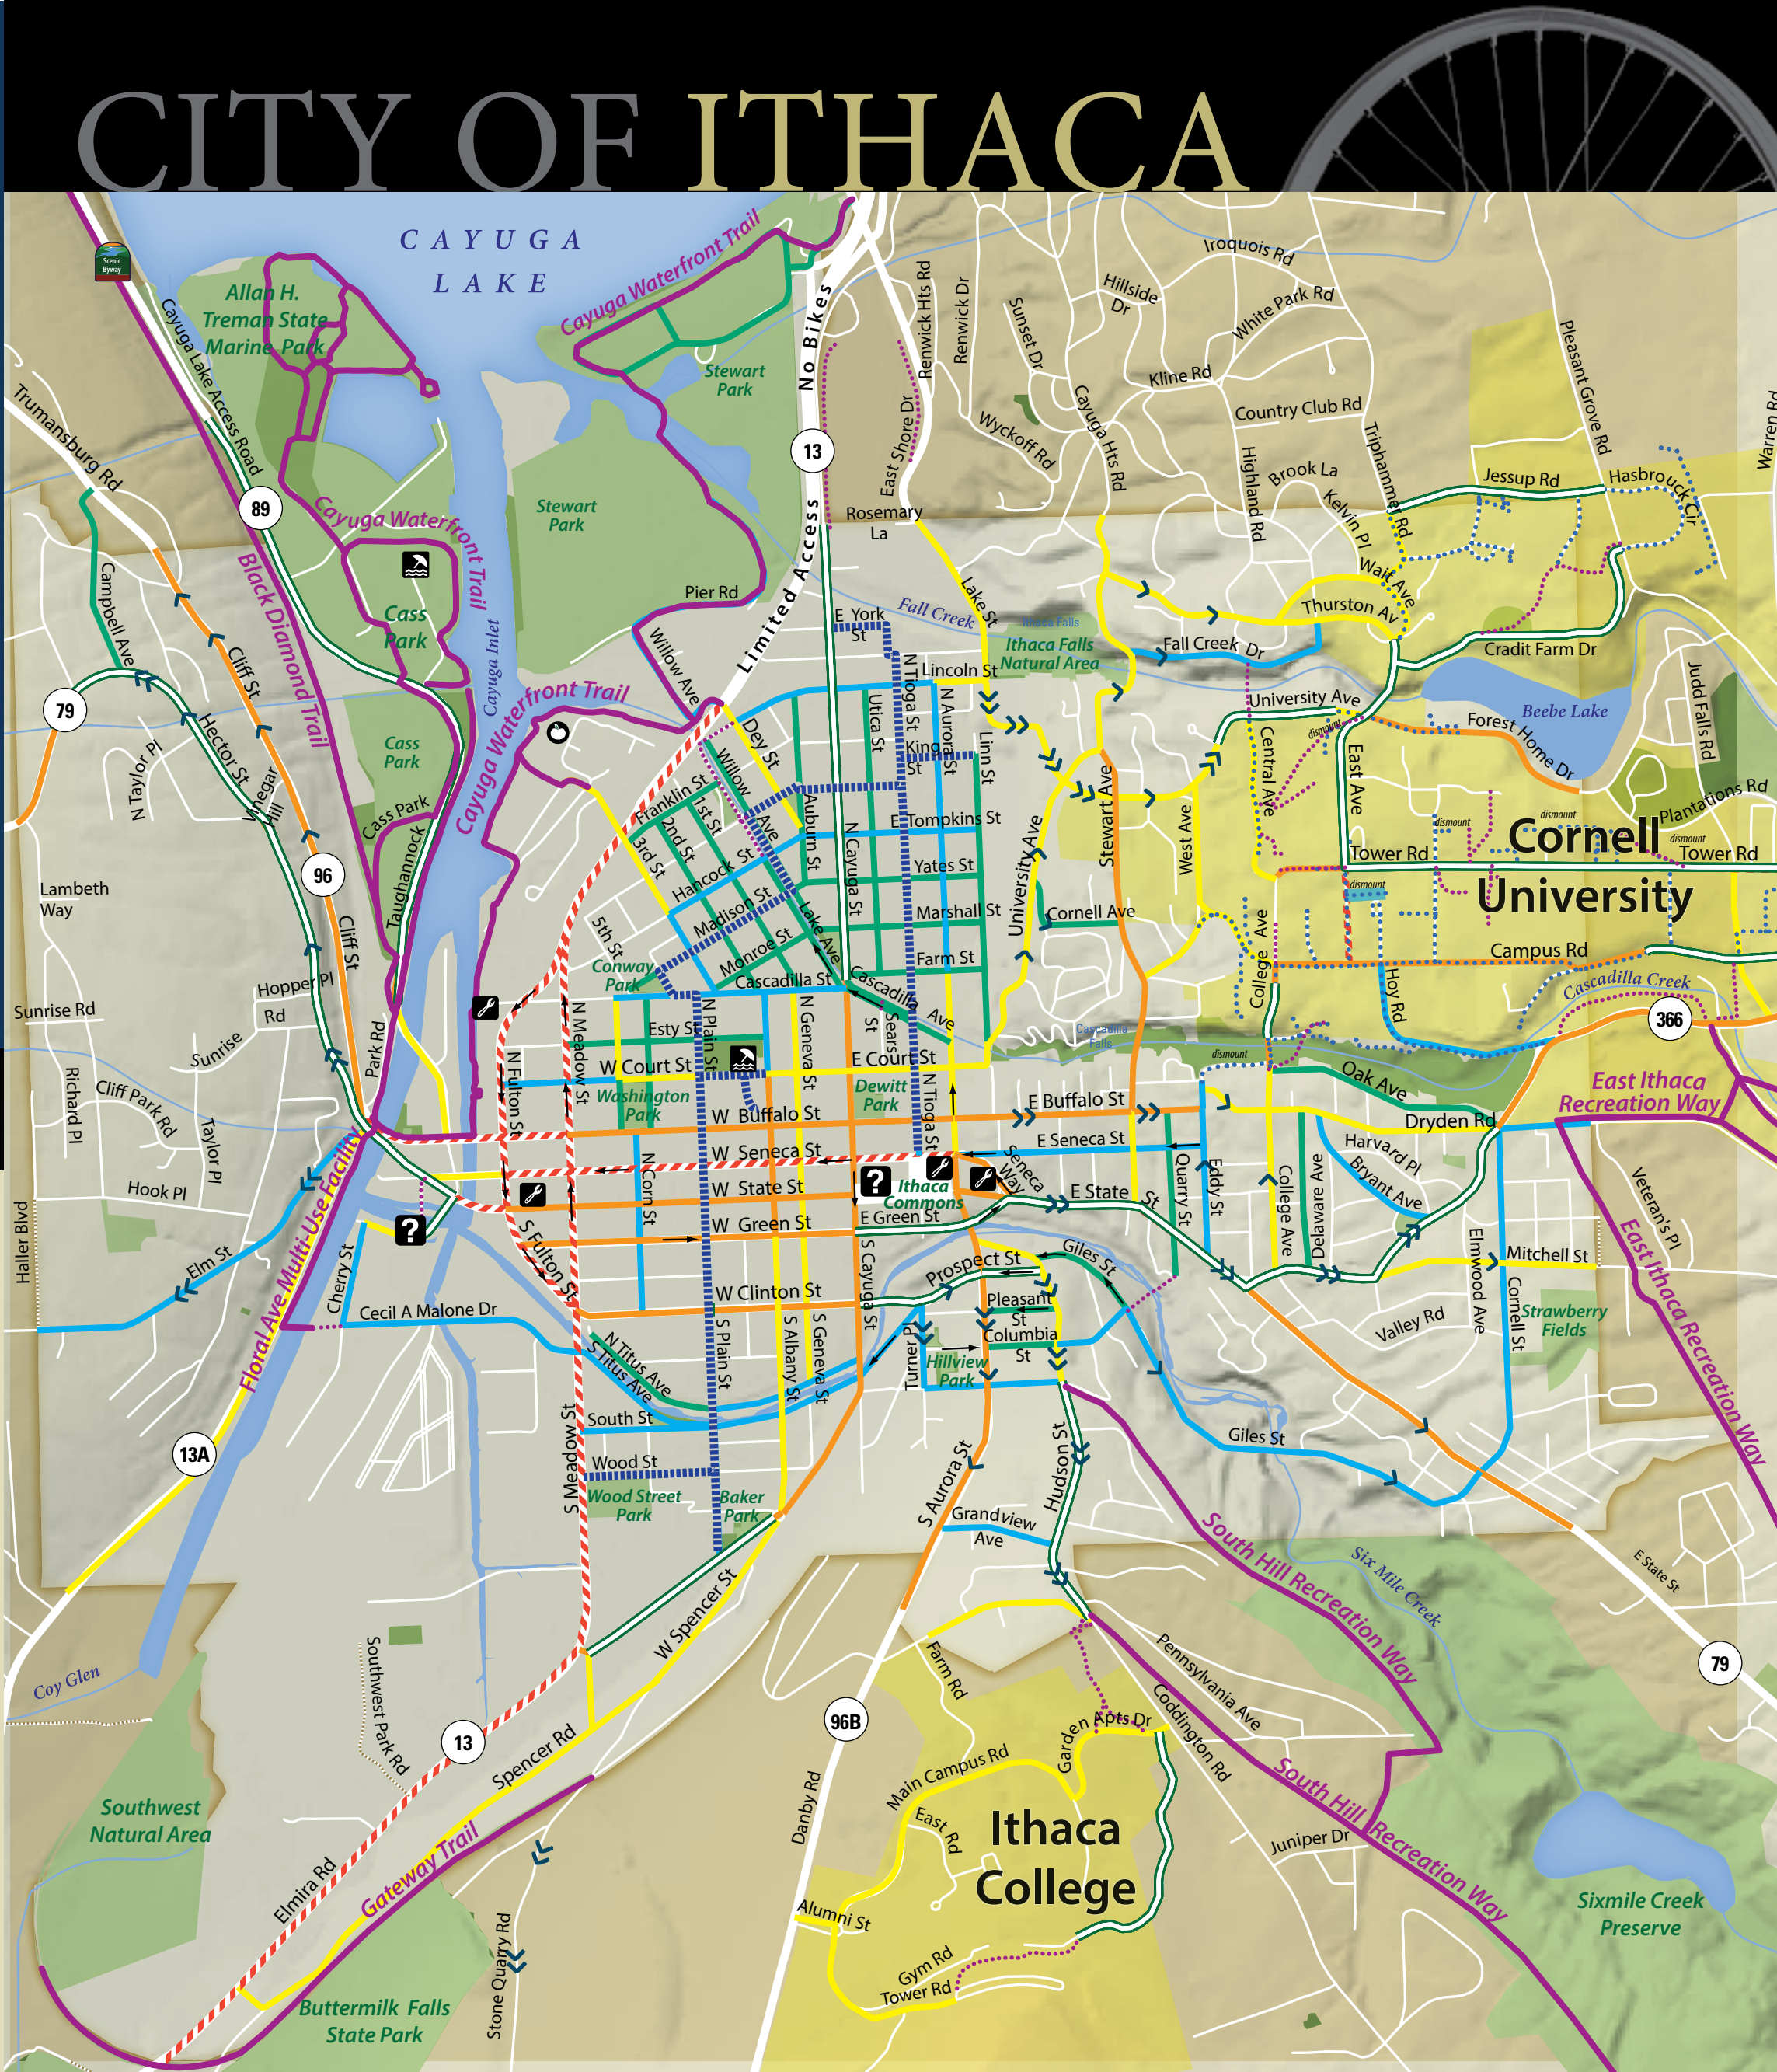 CITY OF ITHACA
CAYUGA
LAKE
Scenic
Byway
Allan H.
Treman State
Marine Park
Cayuga Lake Access Road
Cayuga Waterfront Trail
Stewart
Park
No Bikes
Limited Access
13
Renwick Hts Rd
Renwick Dr
East Shore Dr
Sunset Dr
Hillside
Dr
Iroquois Rd
White Park Rd
Kline Rd
Country Club Rd
Wyckoff Rd
Cayuga Hts Rd
Highland Rd
Brook La
Kelvin Pl
Triphammer Rd
Pleasant Grove Rd
Warren Rd
Jessup Rd
Hasbrouck Cir
Trumansburg Rd
89
Rosemary
La
Stewart
Park
Cayuga Waterfront Trail
Black Diamond Trail
Cass
Park
Cayuga Inlet
Campbell Ave
Cliff St
79
Hector St
N Taylor Pl
Vinegar
Hill
Cass
Park
Cass Park
Taughannock
Cayuga Waterfront Trail
Pier Rd
Willow Ave
E York
St
Fall Creek
Lake St
Ithaca Falls
Ithaca Falls
Natural Area
Wait Ave
Thurston Av
Fall Creek Dr
Cradit Farm Dr
Judd Falls Rd
Lincoln St
N Tioga St
N Aurora St
Utica St
King
St
Linn St
Dey St
University Ave
dismount
Beebe Lake
Forest Home Dr
Central Ave
East Ave
Plantations Rd
dismount
dismount
dismount
Cornell
University
Tower Rd
Tower Rd
dismount
Campus Rd
Cascadilla Creek
366
Franklin St
Willow
Ave
1st St
2nd St
3rd St
5th St
Auburn St
N Cayuga St
E Tompkins St
Hancock St
Yates St
Madison St
Marshall St
Lake Ave
Monroe St
Farm St
Conway
Park
Cascadilla St
Cascadilla
Ave
University Ave
Stewart Ave
West Ave
Cornell Ave
College Ave
Hoy Rd
Lambeth
Way
96
Cliff St
Hopper Pl
Rd
Sunrise Rd
Sunrise
Richard Pl
Cliff Park Rd
Taylor Pl
Hook Pl
Haller Blvd
Park Rd
N Fulton St
N Meadow St
Esty St
N Plain St
N Geneva St
Sears
St
W Court St
E Court St
Washington
Park
Dewitt
Park
N Tioga St
Cascadilla
Falls
dismount
Oak Ave
East Ithaca
Recreation Way
W Buffalo St
E Buffalo St
Dryden Rd
W Seneca St
E Seneca St
Seneca
Way
Harvard Pl
Bryant Ave
N Corn St
W State St
Ithaca
Commons
E State St
Quarry St
Eddy St
College Ave
Delaware Ave
Veteran's Pl
W Green St
E Green St
S Fulton St
Elm St
Floral Ave Multi-Use Facility
Cherry St
Cecil A Malone Dr
S Cayuga St
Prospect St
Giles St
Elmwood Ave
Mitchell St
Cornell St
East Ithaca Recreation Way
East Ithaca Recreation Way
W Clinton St
Pleasant
St
Columbia
St
Strawberry
Fields
Valley Rd
N Titus Ave
S Titus Ave
S Plain St
S Albany St
S Geneva St
Turner Pl
Hillview
Park
South St
13A
S Meadow St
Wood St
Wood Street
Park
Baker
Park
S Aurora St
Hudson St
Giles St
Grandview
Ave
South Hill Recreation Way
Six Mile Creek
E State St
79
W Spencer St
Coy Glen
Southwest Park Rd
13
Spencer Rd
96B
Farm Rd
Pennsylvania Ave
Coddington Rd
Garden Apts Dr
Main Campus Rd
East Rd
Ithaca
College
South Hill Recreation Way
Juniper Dr
Danby Rd
Southwest
Natural Area
Elmira Rd
Gateway Trail
Stone Quarry Rd
Alumni St
Gym Rd
Tower Rd
Sixmile Creek
Preserve
Buttermilk Falls
State Park